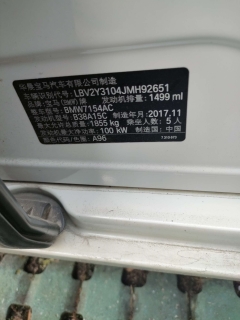 华晨宝马汽车有限公司制造
车辆识别代号: LBV2Y3104JMH92651
品牌: 宝马(BMW)牌 发动机排量: 1499 ml
型号: BMW7154AC
发动机型号: B38A15C 制造年月: 2017.11
最大允许总质量: 1855 kg 乘坐人数: 5 人
发动机最大净功率: 100 kW 制造国: 中国
油漆代号: A96